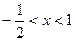 -1/2 < x < 1